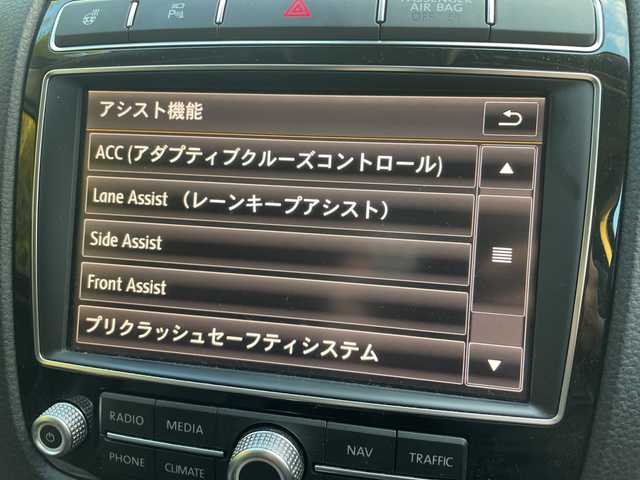 PASSENGER
AIR BAG
OFF
アシスト機能
ACC (アダプティブクルーズコントロール)
Lane Assist （レーンキープアシスト）
Side Assist
Front Assist
プリクラッシュセーフティシステム
RADIO
MEDIA
NAV
TRAFFIC
PHONE
CLIMATE